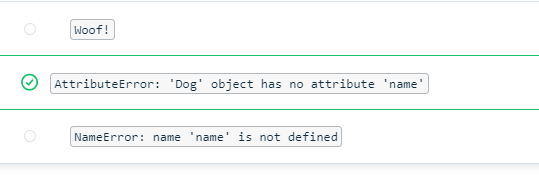 Woof!
AttributeError: 'Dog' object has no attribute 'name'
NameError: name 'name' is not defined